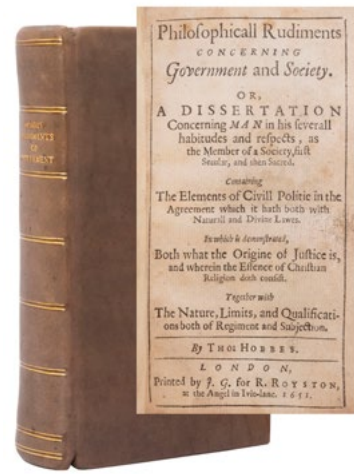 RUDIMENTS
Philosophicall Rudiments
CONCERNING
Government and Society.
OR,
A DISSERTATION
Concerning MAN in his severall
habitudes and respects, as
the Member of a Society, first
Secular, and then Sacred.
Containing
The Elements of Civill Politie in the
Agreement which it hath both with
Naturall and Divine Lawes.
In which is demonstrated,
Both what the Origine of Justice is,
and wherein the Essence of Christian
Religion doth consist.
Together with
The Nature, Limits, and Qualificati-
ons both of Regiment and Subjection.
By THO: HOBBES.
LONDON,
Printed by J. G. for R. ROYSTON,
at the Angel in Ivie-lane. 1651.